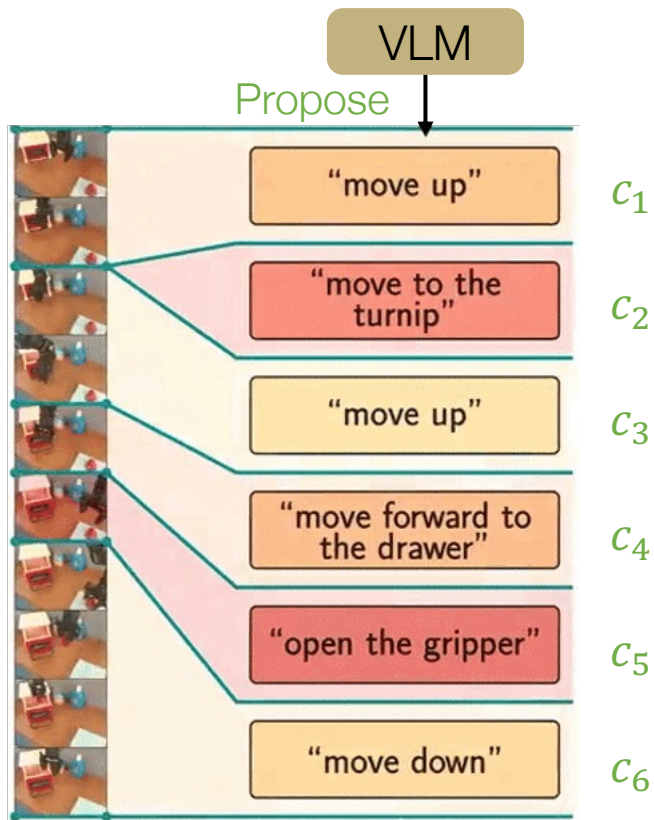 VLM
Propose
“move up”
c₁
“move to the
turnip”
c₂
“move up”
c₃
“move forward to
the drawer”
c₄
“open the gripper”
c₅
“move down”
c₆